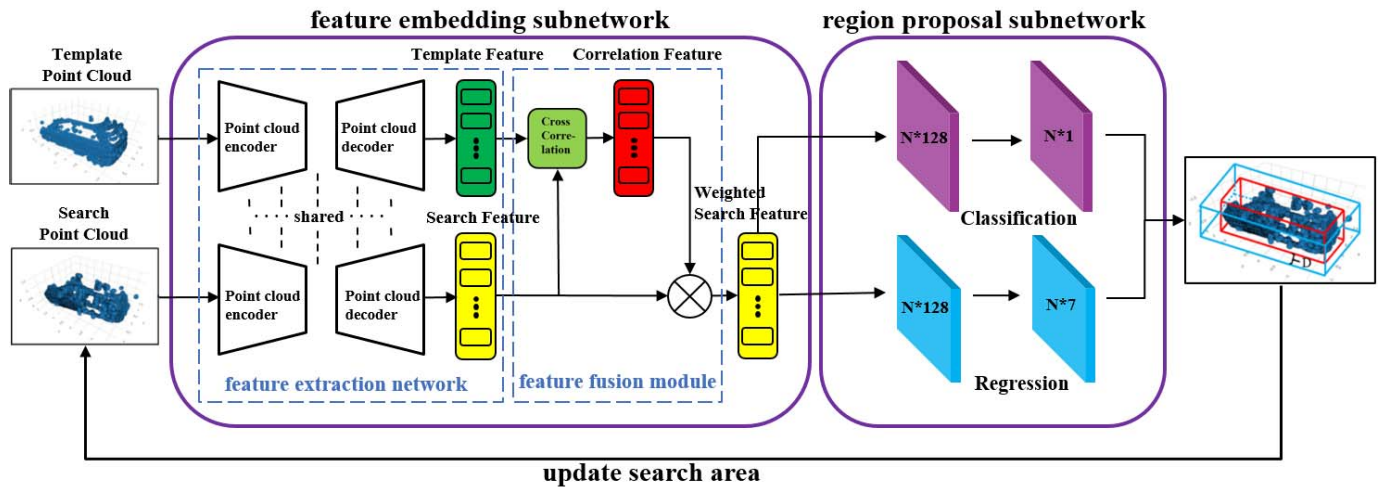 feature embedding subnetwork
region proposal subnetwork
Template
Point Cloud
Template Feature
Correlation Feature
Point cloud
encoder
Point cloud
decoder
Cross
Corre-
lation
N*128
N*1
shared
Search
Point Cloud
Search Feature
Weighted
Search Feature
Classification
Point cloud
encoder
Point cloud
decoder
N*128
N*7
D
feature extraction network
feature fusion module
Regression
update search area